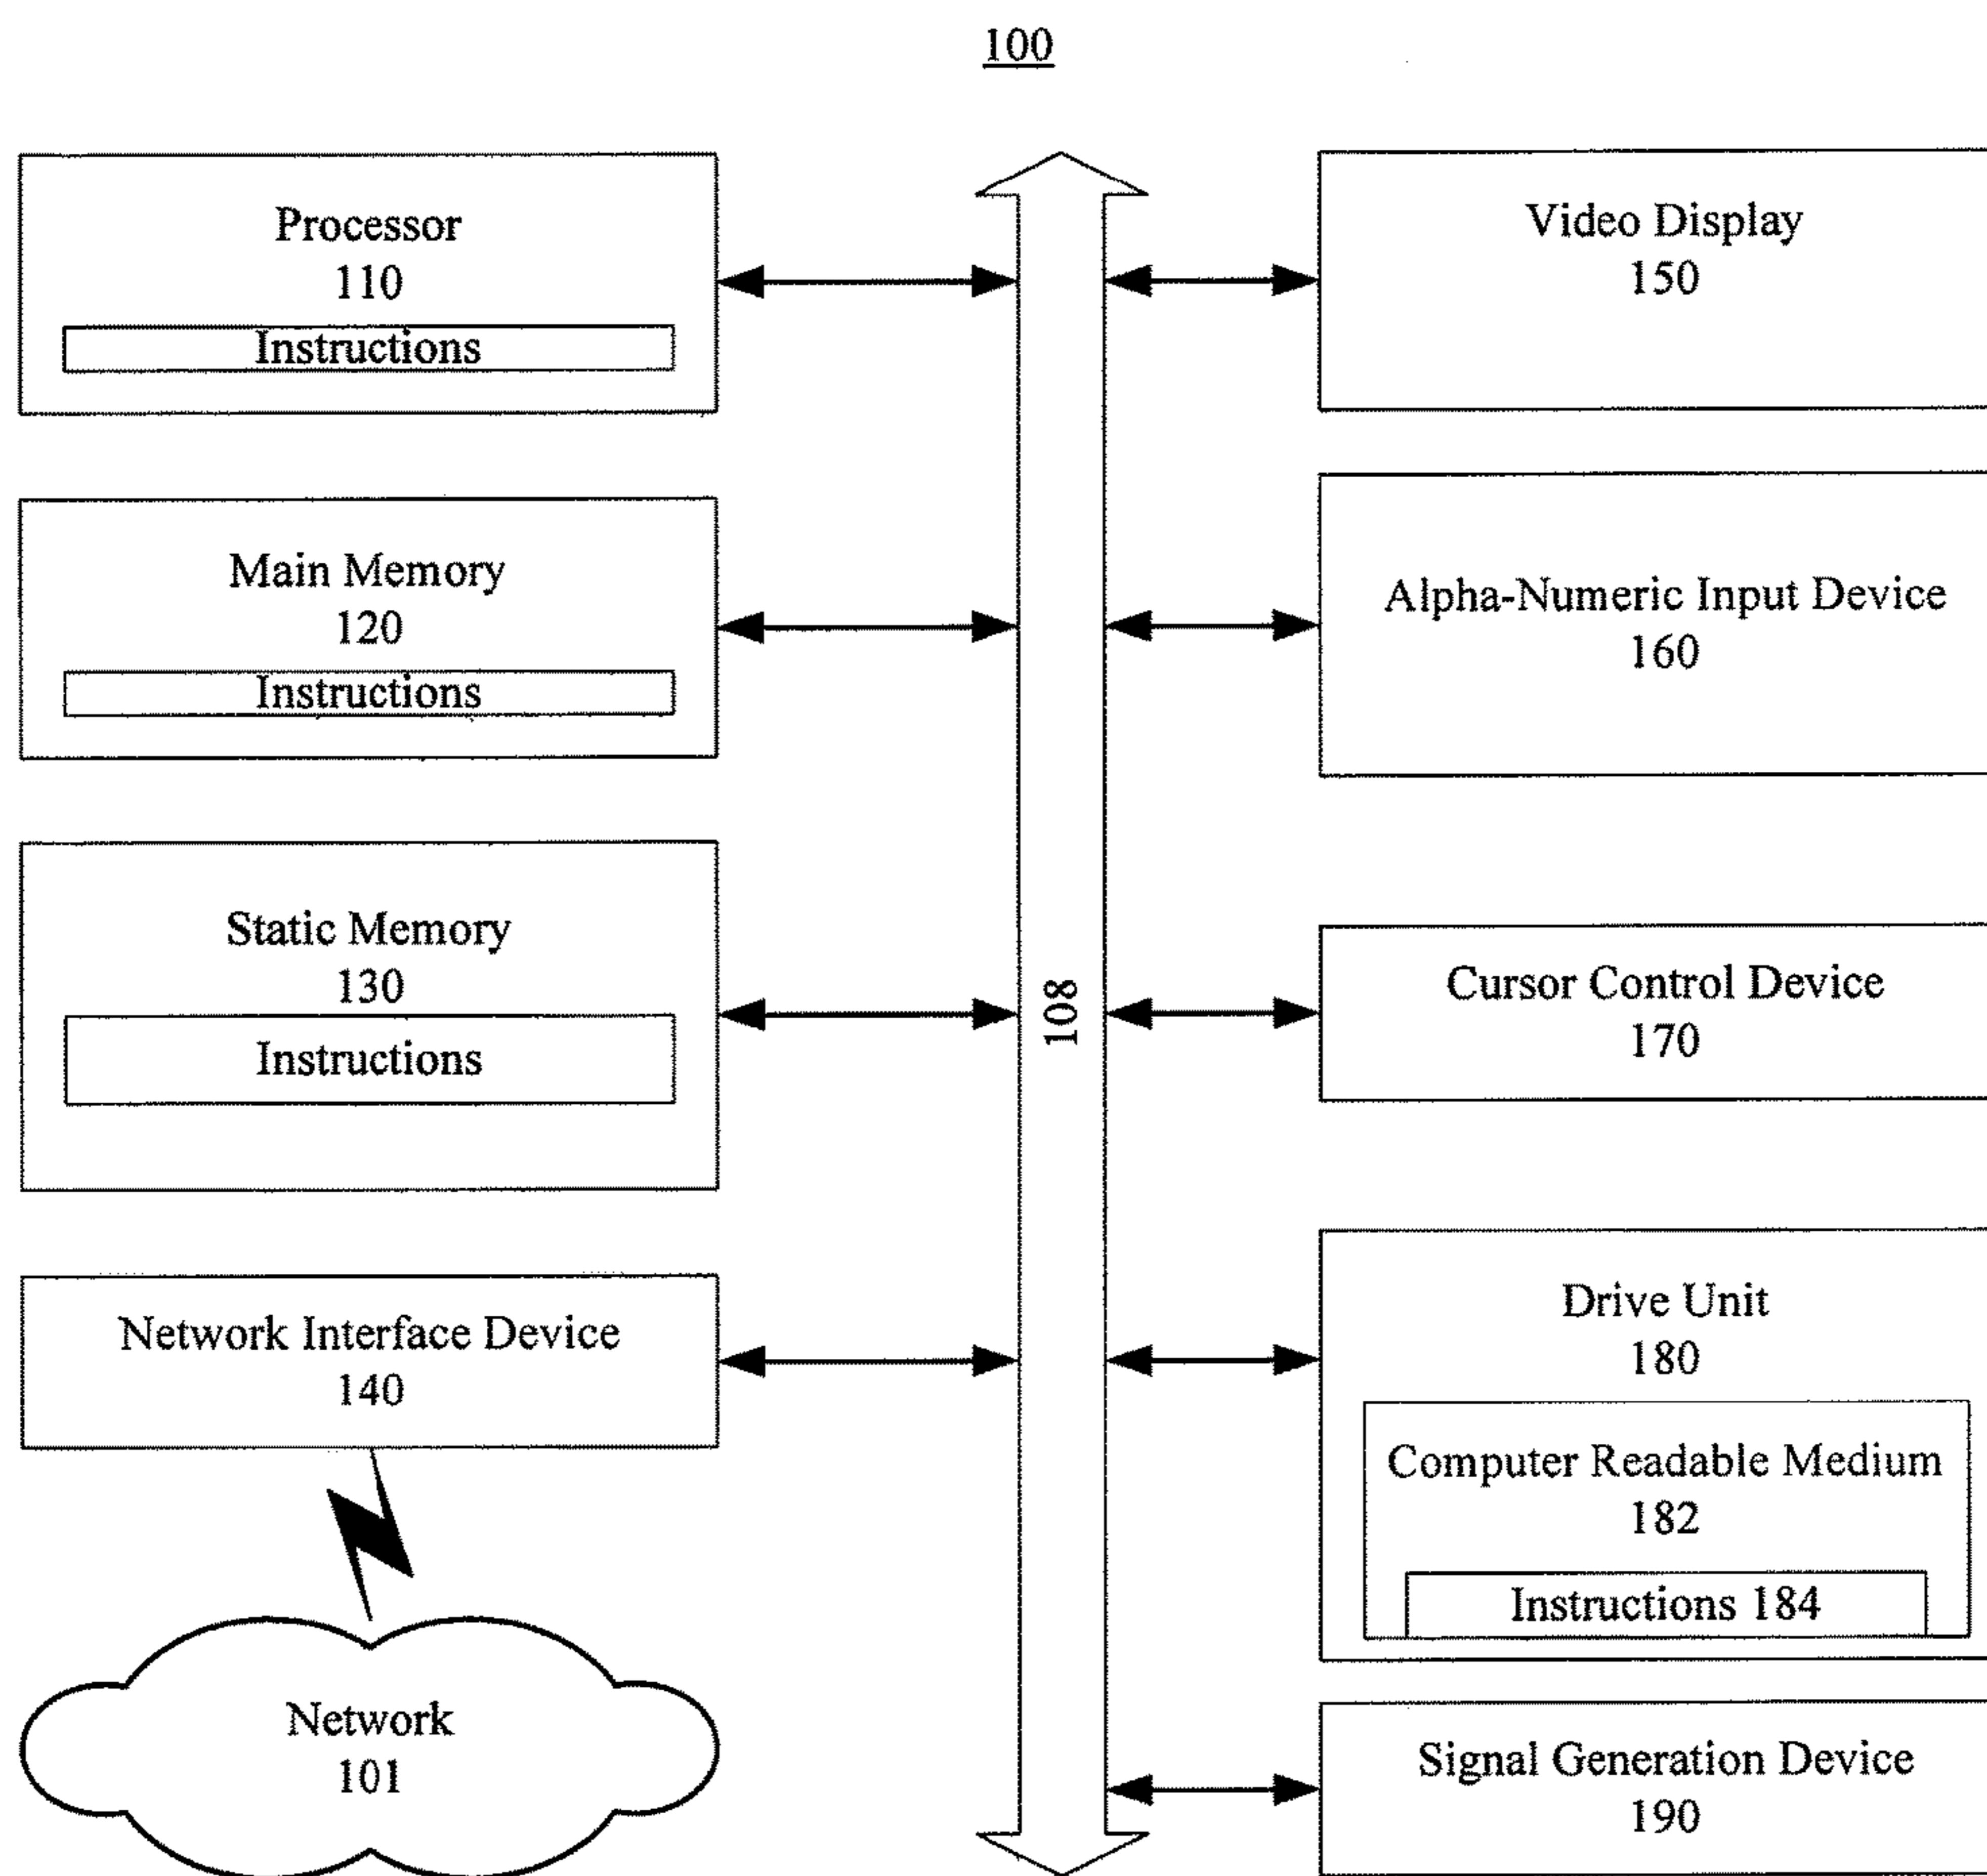 100
Processor
110
Instructions
Main Memory
120
Instructions
Static Memory
130
Instructions
Network Interface Device
140
Network
101
108
Video Display
150
Alpha-Numeric Input Device
160
Cursor Control Device
170
Drive Unit
180
Computer Readable Medium
182
Instructions 184
Signal Generation Device
190